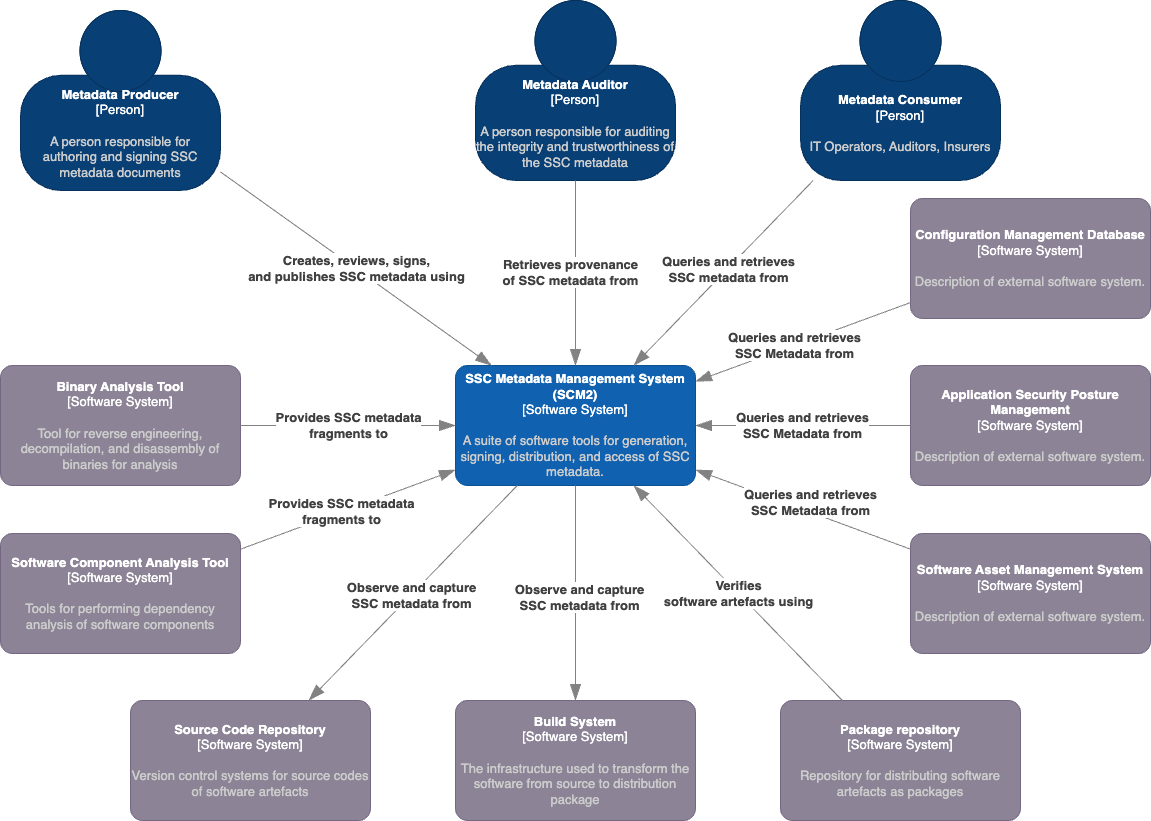 Metadata Producer
[Person]
A person responsible for
authoring and signing SSC
metadata documents
Metadata Auditor
[Person]
A person responsible for auditing
the integrity and trustworthiness of
the SSC metadata
Metadata Consumer
[Person]
IT Operators, Auditors, Insurers
Creates, reviews, signs,
and publishes SSC metadata using
Retrieves provenance
of SSC metadata from
Queries and retrieves
SSC metadata from
Configuration Management Database
[Software System]
Description of external software system.
Queries and retrieves
SSC Metadata from
Binary Analysis Tool
[Software System]
Tool for reverse engineering,
decompilation, and disassembly of
binaries for analysis
Provides SSC metadata
fragments to
SSC Metadata Management System
(SCM2)
[Software System]
A suite of software tools for generation,
signing, distribution, and access of SSC
metadata.
Queries and retrieves
SSC Metadata from
Application Security Posture
Management
[Software System]
Description of external software system.
Provides SSC metadata
fragments to
Queries and retrieves
SSC Metadata from
Software Component Analysis Tool
[Software System]
Tools for performing dependency
analysis of software components
Observe and capture
SSC metadata from
Observe and capture
SSC metadata from
Verifies
software artefacts using
Software Asset Management System
[Software System]
Description of external software system.
Source Code Repository
[Software System]
Version control systems for source codes
of software artefacts
Build System
[Software System]
The infrastructure used to transform the
software from source to distribution
package
Package repository
[Software System]
Repository for distributing software
artefacts as packages